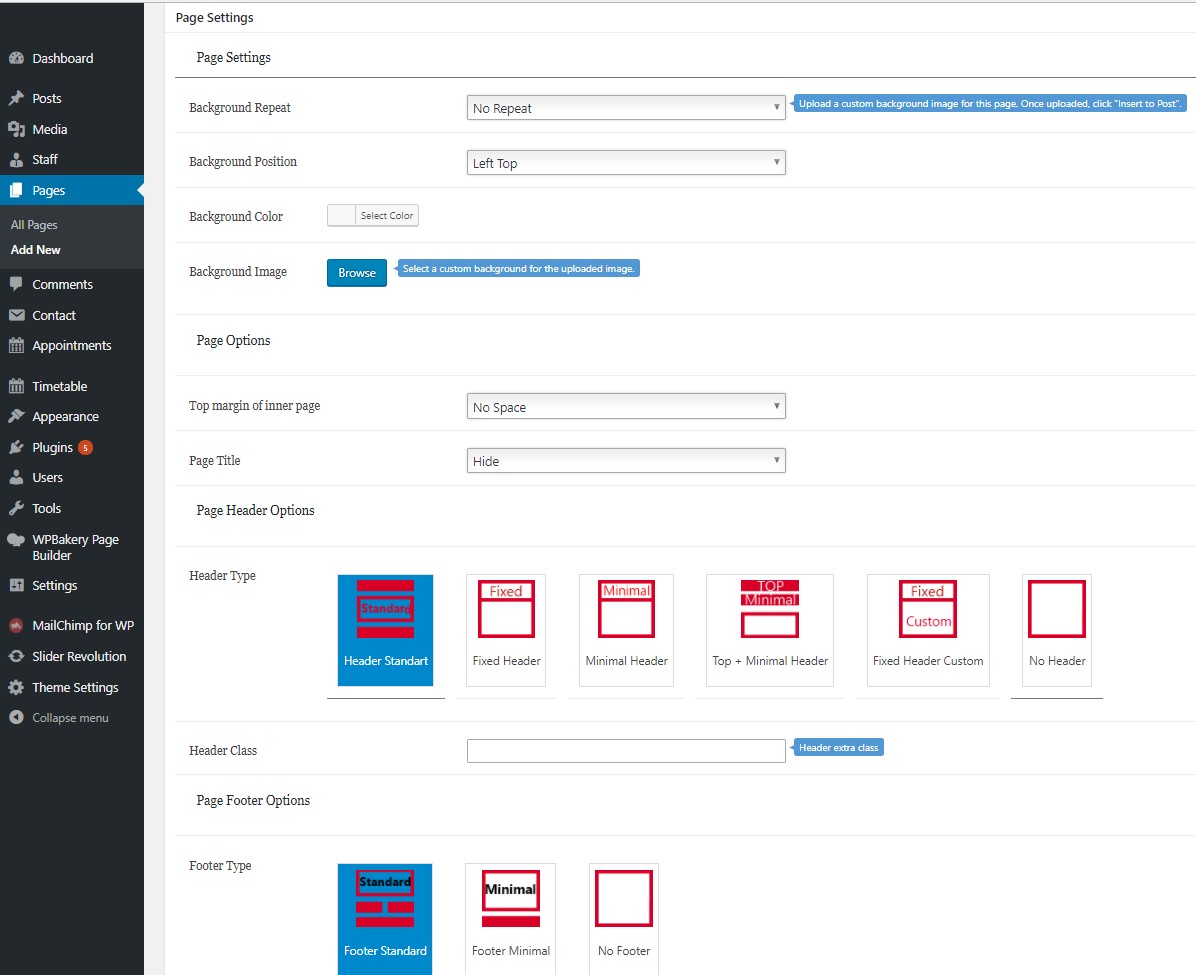 Page Settings
Dashboard
Posts
Media
Staff
Pages
All Pages
Add New
Comments
Contact
Appointments
Timetable
Appearance
Plugins 5
Users
Tools
WPBakery Page
Builder
Settings
MailChimp for WP
Slider Revolution
Theme Settings
Collapse menu
Page Settings
Background Repeat No Repeat Upload a custom background image for this page. Once uploaded, click "Insert to Post".
Background Position Left Top
Background Color Select Color
Background Image Browse Select a custom background for the uploaded image.
Page Options
Top margin of inner page No Space
Page Title Hide
Page Header Options
Header Type
Standard
Header Standart
Fixed
Fixed Header
Minimal
Minimal Header
TOP
Minimal
Top + Minimal Header
Fixed
Custom
Fixed Header Custom
No Header
Header Class Header extra class
Page Footer Options
Footer Type
Standard
Footer Standard
Minimal
Footer Minimal
No Footer